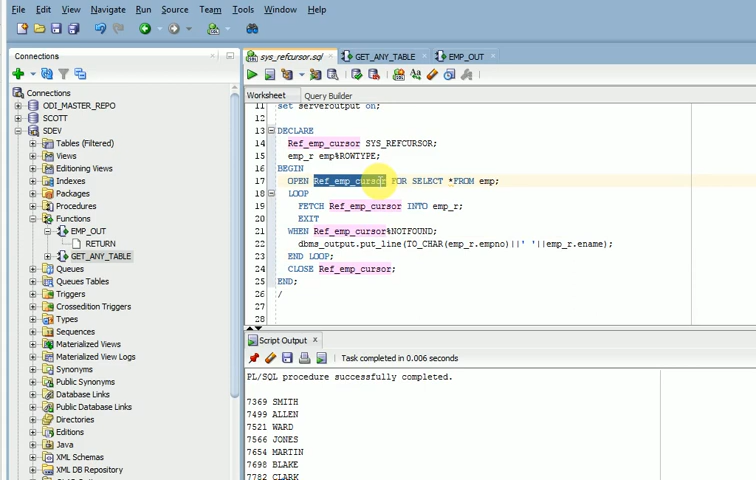 File Edit View Navigate Run Source Team Tools Window Help
Connections
Connections
ODI_MASTER_REPO
SCOTT
SDEV
Tables (Filtered)
Views
Editioning Views
Indexes
Packages
Procedures
Functions
EMP_OUT
RETURN
GET_ANY_TABLE
Queues
Queues Tables
Triggers
Crossedition Triggers
Types
Sequences
Materialized Views
Materialized View Logs
Synonyms
Public Synonyms
Database Links
Public Database Links
Directories
Editions
Java
XML Schemas
XML DB Repository
sys_refcursor.sql GET_ANY_TABLE EMP_OUT
Worksheet Query Builder
11 set serveroutput on;
12
13 DECLARE
14 Ref_emp_cursor SYS_REFCURSOR;
15 emp_r emp%ROWTYPE;
16 BEGIN
17 OPEN Ref_emp_cursor FOR SELECT *FROM emp;
18 LOOP
19 FETCH Ref_emp_cursor INTO emp_r;
20 EXIT
21 WHEN Ref_emp_cursor%NOTFOUND;
22 dbms_output.put_line(TO_CHAR(emp_r.empno)||' '||emp_r.ename);
23 END LOOP;
24 CLOSE Ref_emp_cursor;
25 END;
26 /
27
28
Script Output
Task completed in 0.006 seconds
PL/SQL procedure successfully completed.
7369 SMITH
7499 ALLEN
7521 WARD
7566 JONES
7654 MARTIN
7698 BLAKE
7782 CLARK